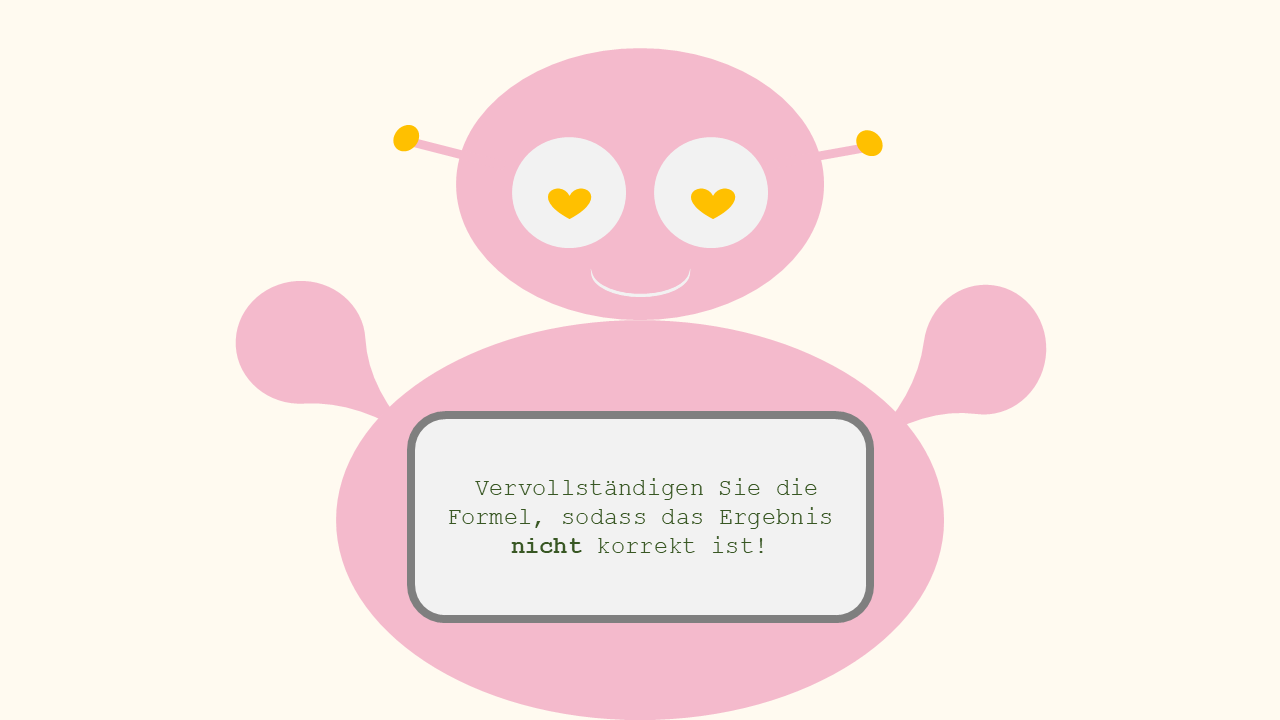 Vervollständigen Sie die
Formel, sodass das Ergebnis
nicht korrekt ist!